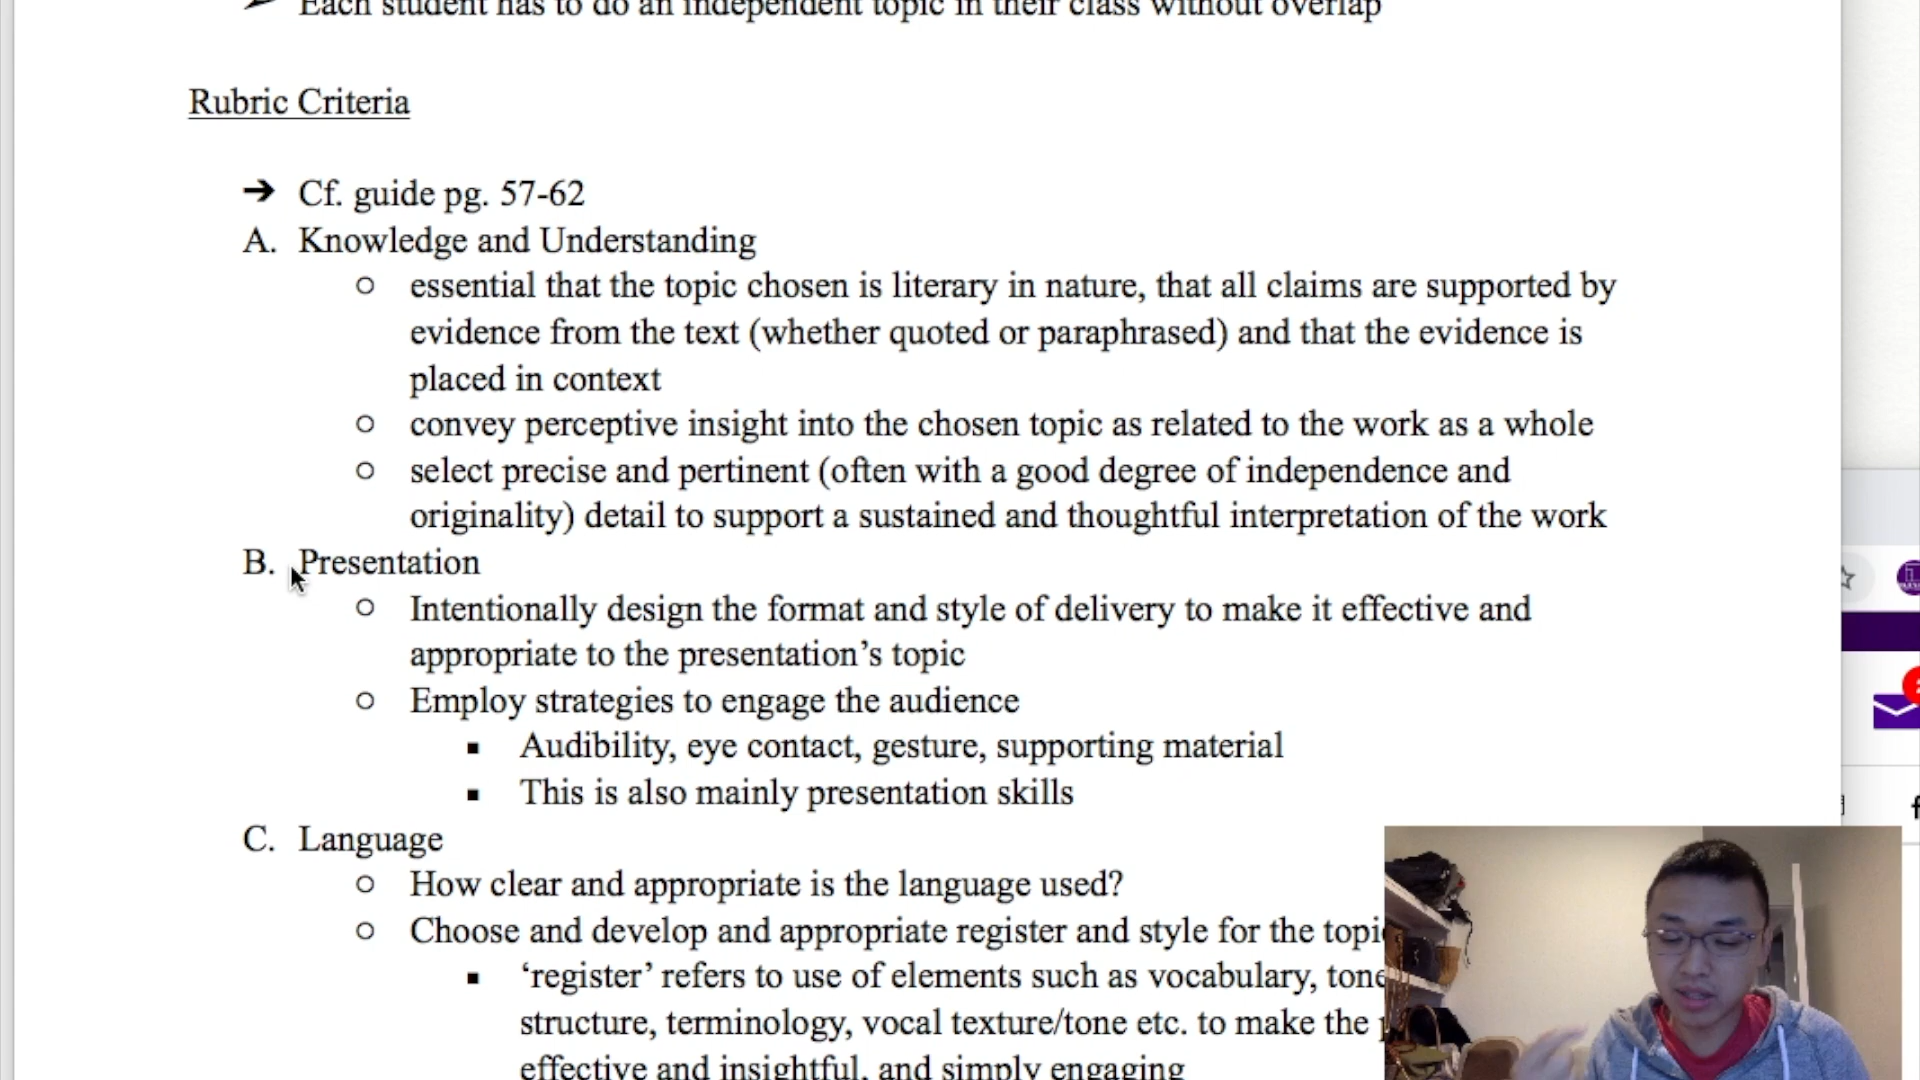 Each student has to do an independent topic in their class without overlap
Rubric Criteria
➔ Cf. guide pg. 57-62
A. Knowledge and Understanding
○ essential that the topic chosen is literary in nature, that all claims are supported by
evidence from the text (whether quoted or paraphrased) and that the evidence is
placed in context
○ convey perceptive insight into the chosen topic as related to the work as a whole
○ select precise and pertinent (often with a good degree of independence and
originality) detail to support a sustained and thoughtful interpretation of the work
B. Presentation
○ Intentionally design the format and style of delivery to make it effective and
appropriate to the presentation’s topic
○ Employ strategies to engage the audience
▪ Audibility, eye contact, gesture, supporting material
▪ This is also mainly presentation skills
C. Language
○ How clear and appropriate is the language used?
○ Choose and develop and appropriate register and style for the topi
▪ ‘register’ refers to use of elements such as vocabulary, tone
structure, terminology, vocal texture/tone etc. to make the
effective and insightful, and simply engaging